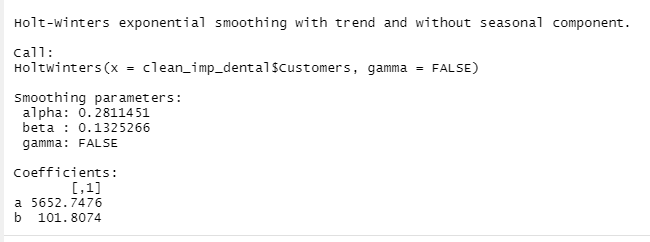 Holt-Winters exponential smoothing with trend and without seasonal component.
Call:
HoltWinters(x = clean_imp_dental$Customers, gamma = FALSE)
Smoothing parameters:
alpha: 0.2811451
beta : 0.1325266
gamma: FALSE
Coefficients:
[,1]
a 5652.7476
b 101.8074